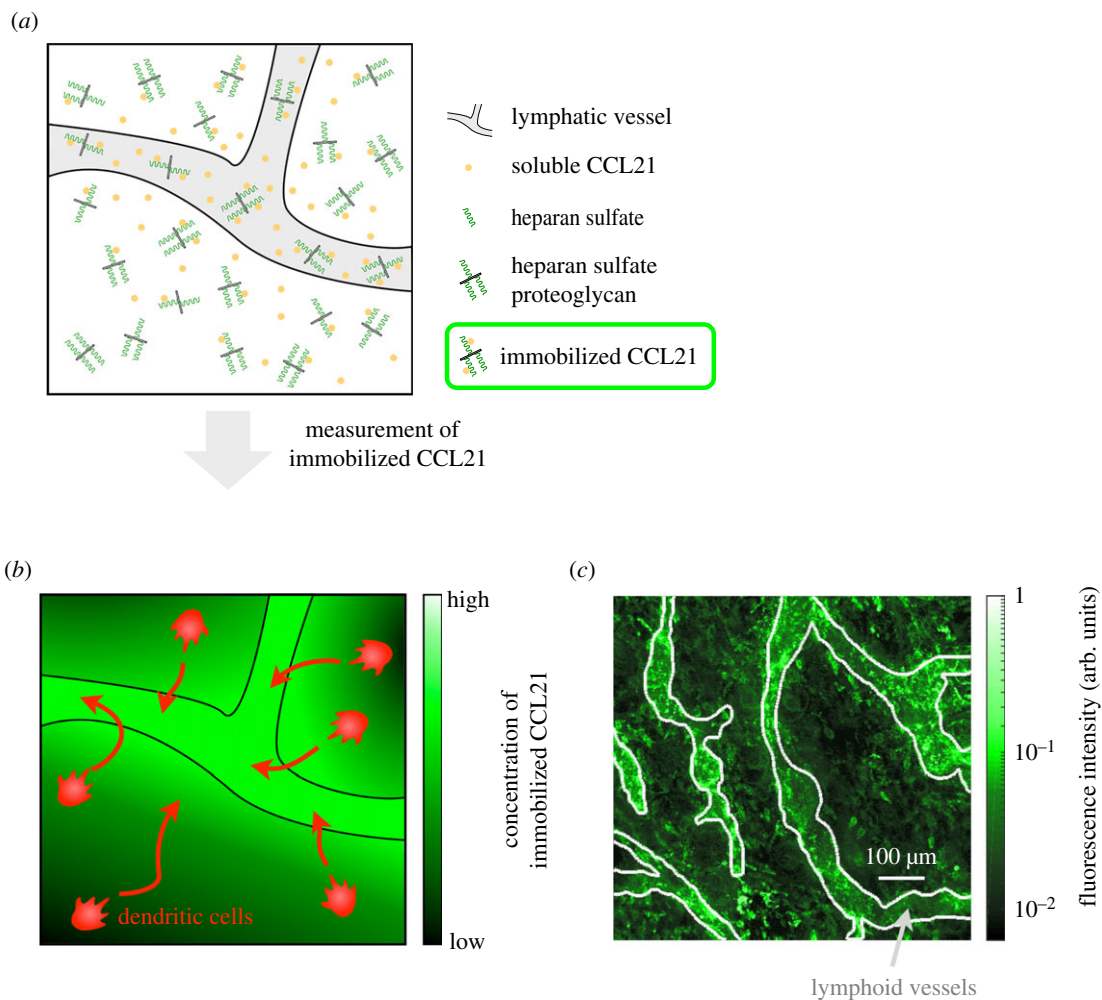 (a)
lymphatic vessel
soluble CCL21
heparan sulfate
heparan sulfate
proteoglycan
immobilized CCL21
measurement of
immobilized CCL21
(b)
high
low
concentration of
immobilized CCL21
dendritic cells
(c)
1
10⁻¹
10⁻²
fluorescence intensity (arb. units)
100 µm
lymphoid vessels